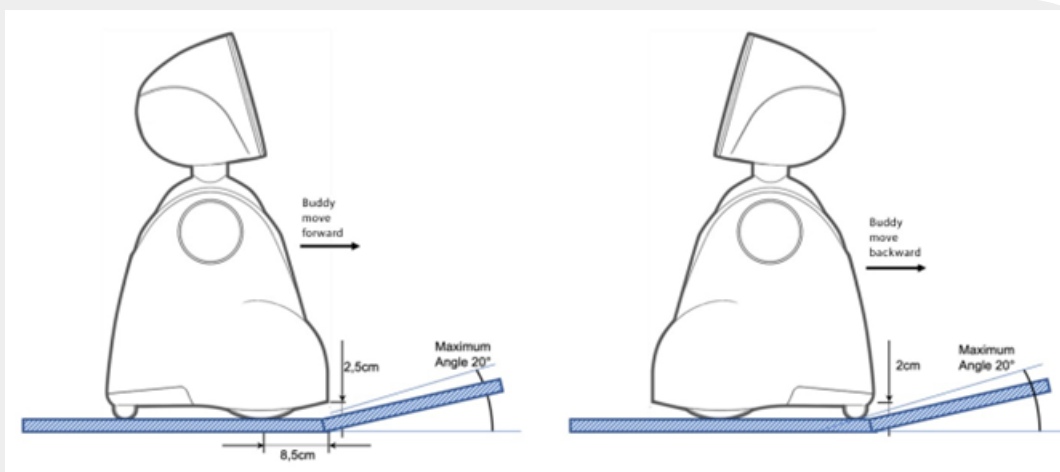 Buddy
move
forward
2,5cm
Maximum
Angle 20°
8,5cm
Buddy
move
backward
2cm
Maximum
Angle 20°